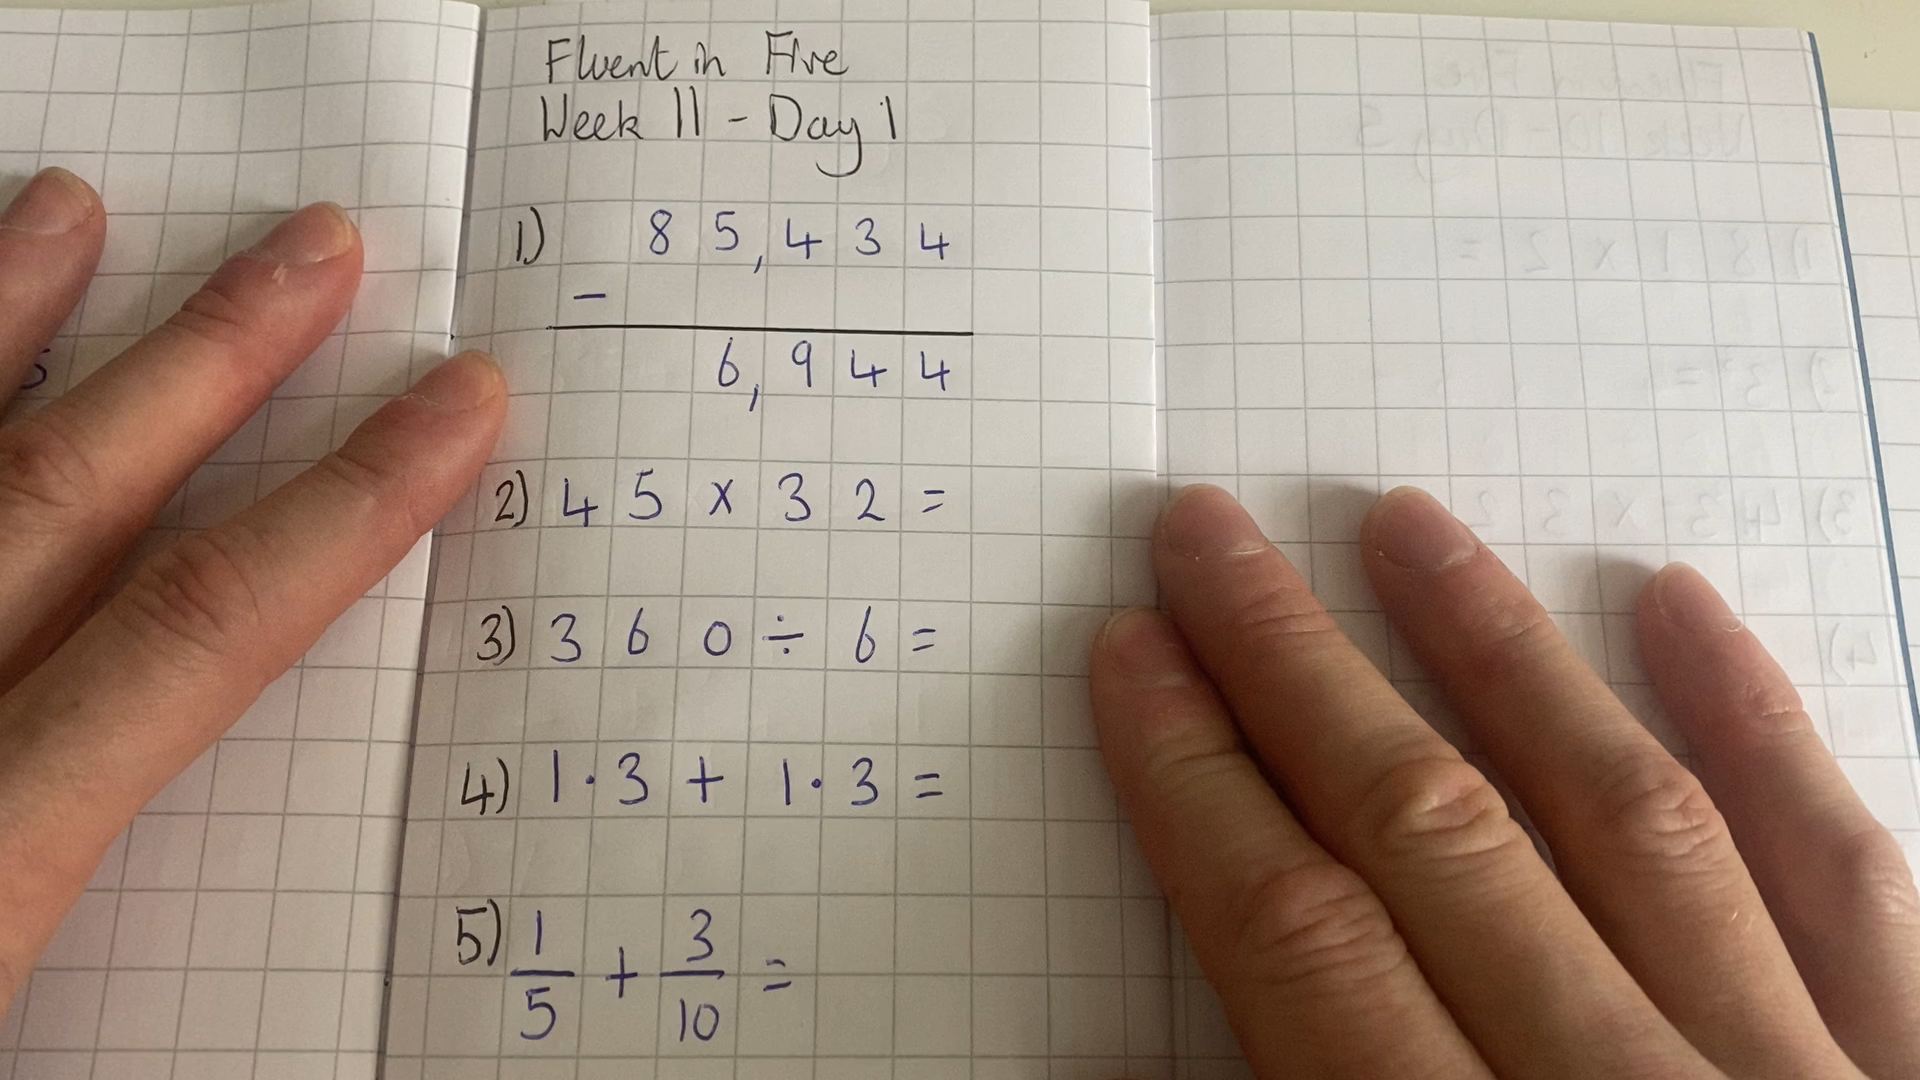 Fluent in Five
Week 11 - Day 1
1) 85,434
-
6,944
2) 45 x 32 =
3) 360 ÷ 6 =
4) 1·3 + 1·3 =
5) 1/5 + 3/10 =
5